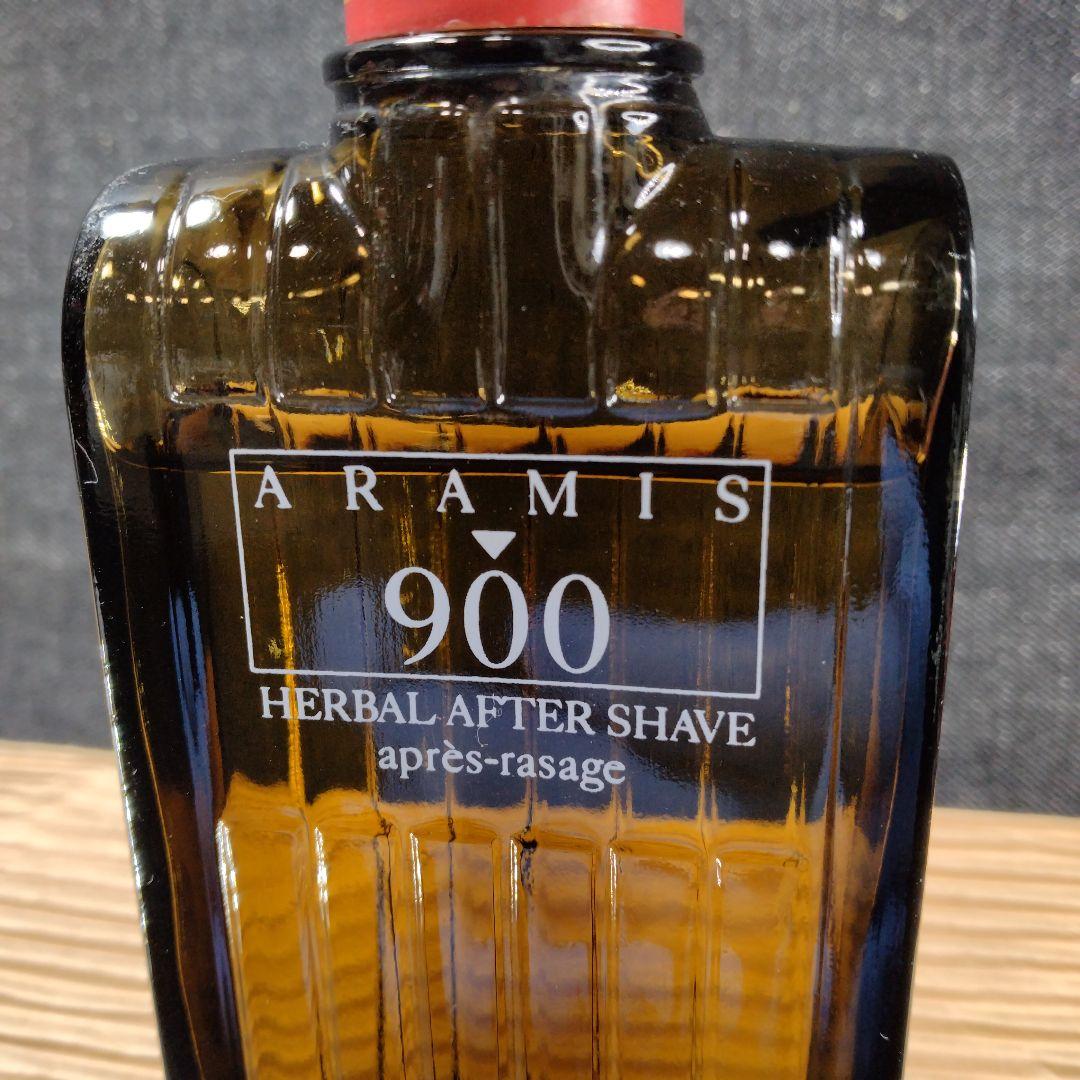 ARAMIS
900
HERBAL AFTER SHAVE
après-rasage